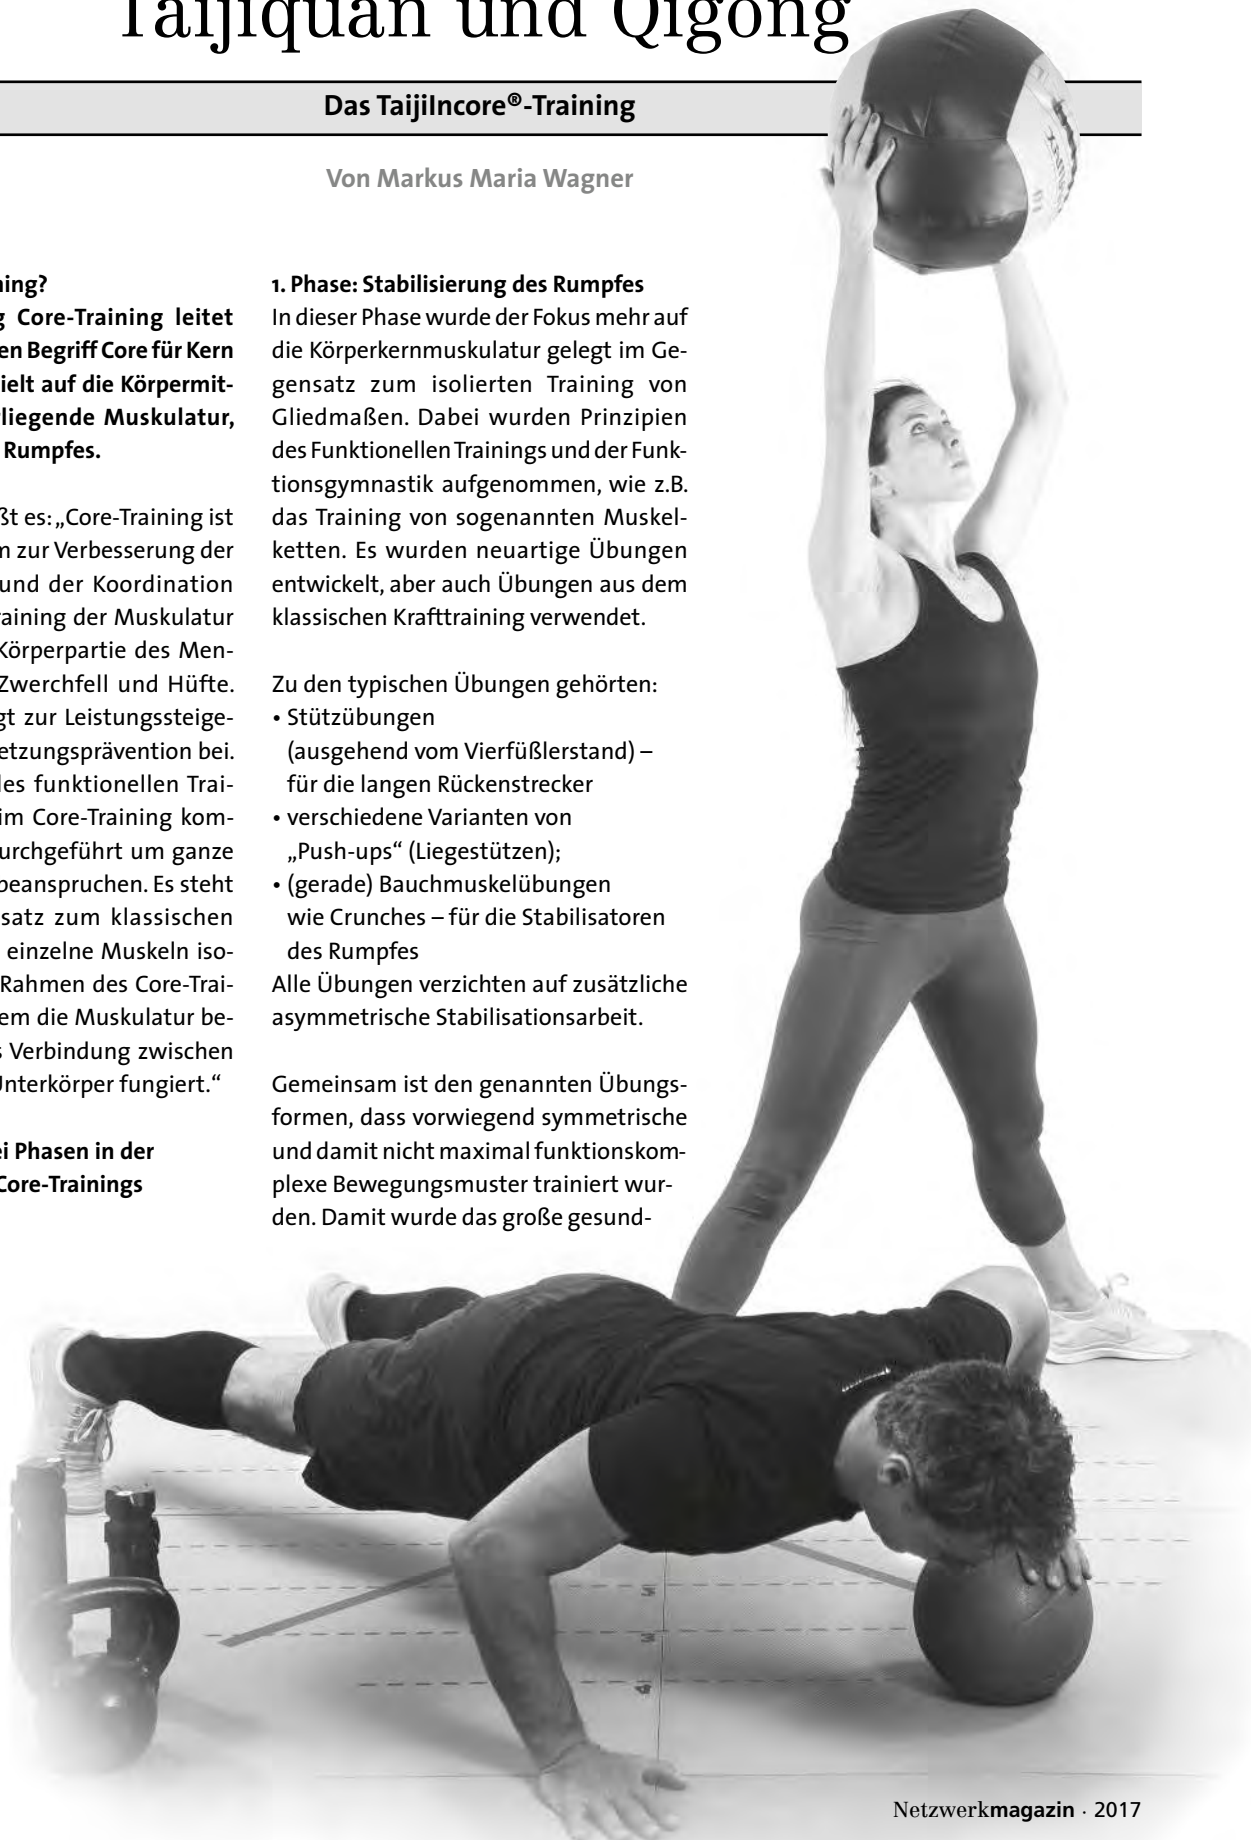 Taijiquan und Qigong
Das TaijiIncore®-Training
Von Markus Maria Wagner
ning?
g Core-Training leitet
en Begriff Core für Kern
ielt auf die Körpermit-
liegende Muskulatur,
Rumpfes.
ßt es: „Core-Training ist
m zur Verbesserung der
und der Koordination
raining der Muskulatur
Körperpartie des Men-
Zwerchfell und Hüfte.
gt zur Leistungssteige-
etzungsprävention bei.
des funktionellen Trai-
im Core-Training kom-
urchgeführt um ganze
beanspruchen. Es steht
satz zum klassischen
einzelne Muskeln iso-
Rahmen des Core-Trai-
em die Muskulatur be-
s Verbindung zwischen
Unterkörper fungiert.“
ei Phasen in der
Core-Trainings
1. Phase: Stabilisierung des Rumpfes
In dieser Phase wurde der Fokus mehr auf
die Körperkernmuskulatur gelegt im Ge-
gensatz zum isolierten Training von
Gliedmaßen. Dabei wurden Prinzipien
des Funktionellen Trainings und der Funk-
tionsgymnastik aufgenommen, wie z.B.
das Training von sogenannten Muskel-
ketten. Es wurden neuartige Übungen
entwickelt, aber auch Übungen aus dem
klassischen Krafttraining verwendet.
Zu den typischen Übungen gehörten:
• Stützübungen
(ausgehend vom Vierfüßlerstand) –
für die langen Rückenstrecker
• verschiedene Varianten von
„Push-ups“ (Liegestützen);
• (gerade) Bauchmuskelübungen
wie Crunches – für die Stabilisatoren
des Rumpfes
Alle Übungen verzichten auf zusätzliche
asymmetrische Stabilisationsarbeit.
Gemeinsam ist den genannten Übungs-
formen, dass vorwiegend symmetrische
und damit nicht maximal funktionskom-
plexe Bewegungsmuster trainiert wur-
den. Damit wurde das große gesund-
Netzwerkmagazin · 2017